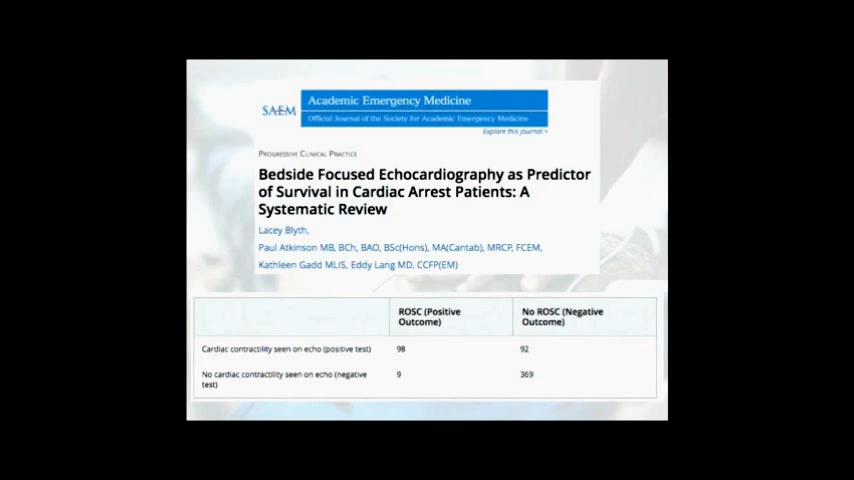 SAEM
Academic Emergency Medicine
Official Journal of the Society for Academic Emergency Medicine
Explore this journal >
PROGRESSIVE CLINICAL PRACTICE
Bedside Focused Echocardiography as Predictor
of Survival in Cardiac Arrest Patients: A
Systematic Review
Lacey Blyth,
Paul Atkinson MB, BCh, BAO, BSc(Hons), MA(Cantab), MRCP, FCEM,
Kathleen Gadd MLIS, Eddy Lang MD, CCFP(EM)
ROSC (Positive
Outcome)
No ROSC (Negative
Outcome)
Cardiac contractility seen on echo (positive test)
98
92
No cardiac contractility seen on echo (negative
test)
9
369